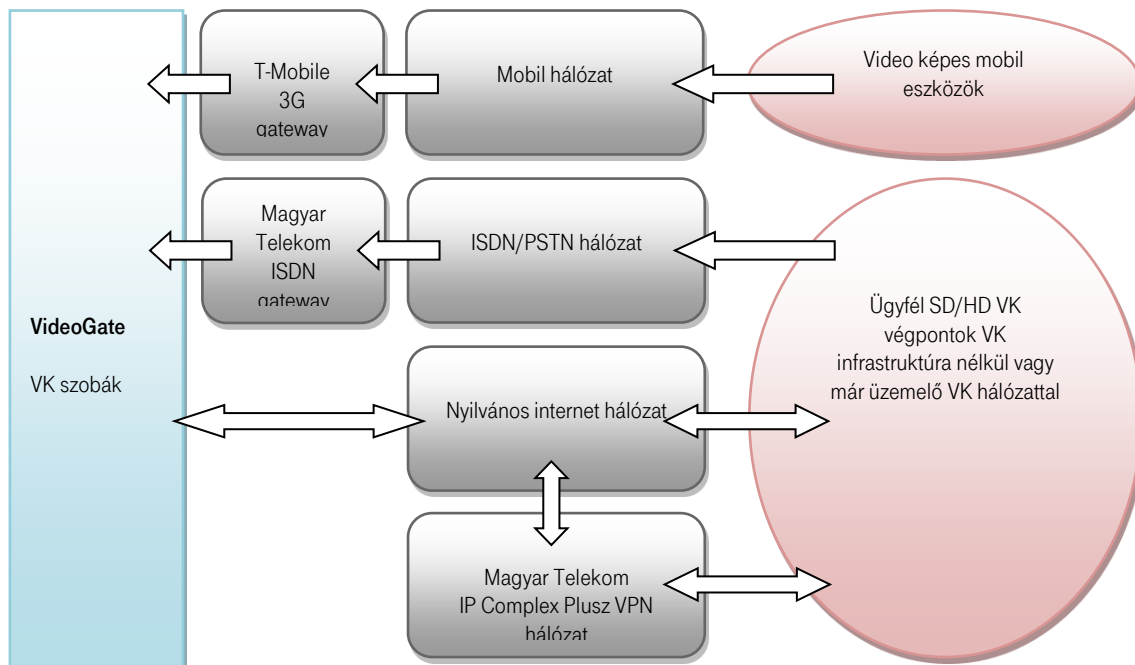 T-Mobile
3G
gateway
Mobil hálózat
Video képes mobil
eszközök
Magyar
Telekom
ISDN
gateway
ISDN/PSTN hálózat
VideoGate
VK szobák
Ügyfél SD/HD VK
végpontok VK
infrastruktúra nélkül vagy
már üzemelő VK hálózattal
Nyilvános internet hálózat
Magyar Telekom
IP Complex Plusz VPN
hálózat